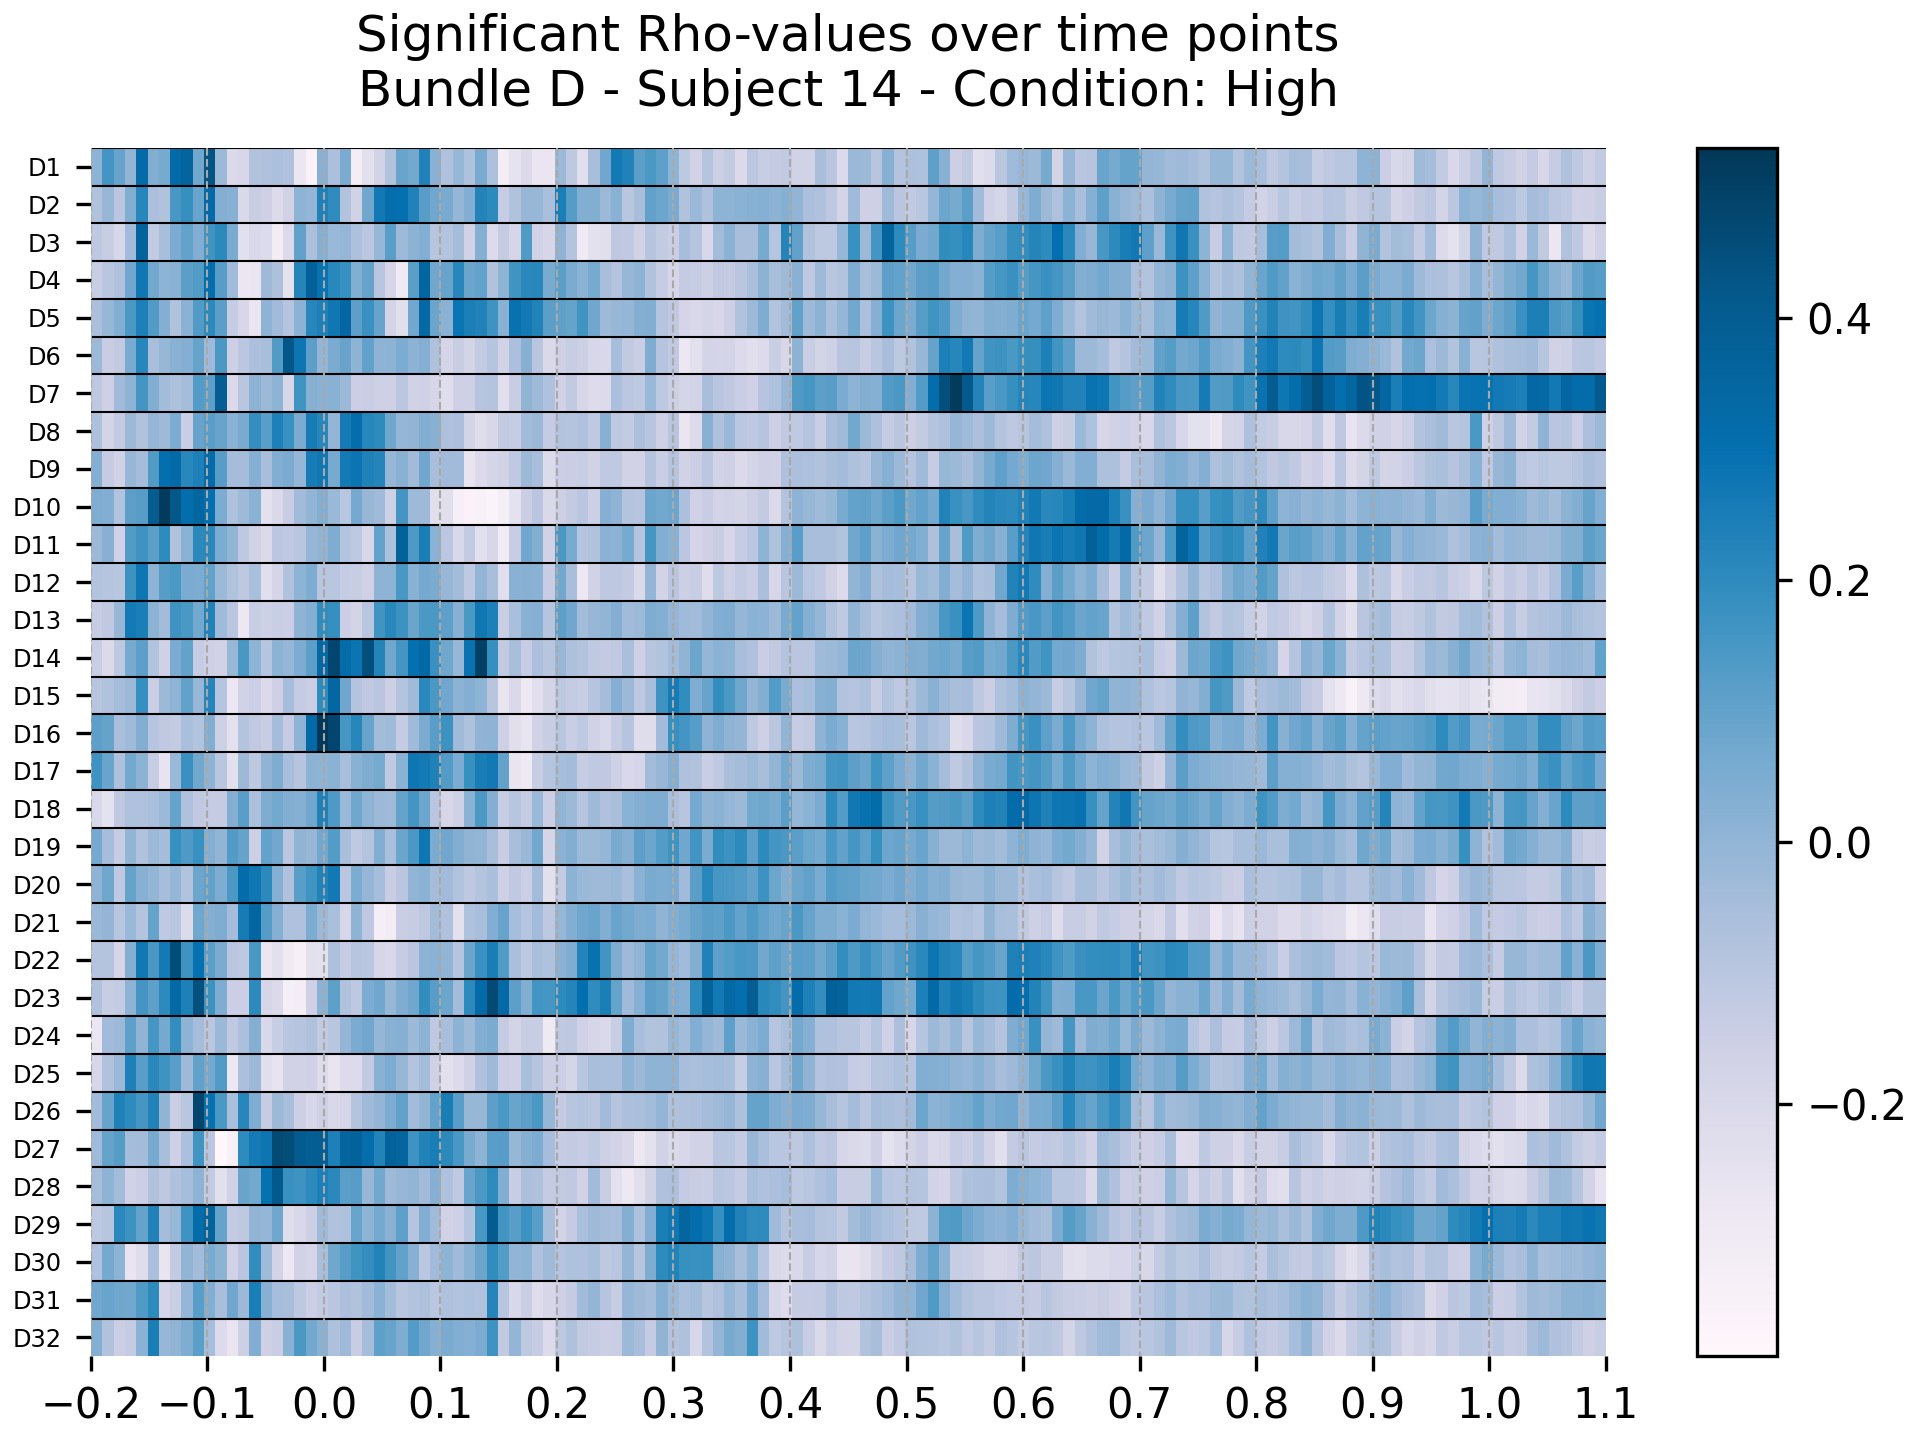 Significant Rho-values over time points
Bundle D - Subject 14 - Condition: High
D1
D2
D3
D4
D5
D6
D7
D8
D9
D10
D11
D12
D13
D14
D15
D16
D17
D18
D19
D20
D21
D22
D23
D24
D25
D26
D27
D28
D29
D30
D31
D32
−0.2 −0.1 0.0 0.1 0.2 0.3 0.4 0.5 0.6 0.7 0.8 0.9 1.0 1.1
0.4
0.2
0.0
−0.2